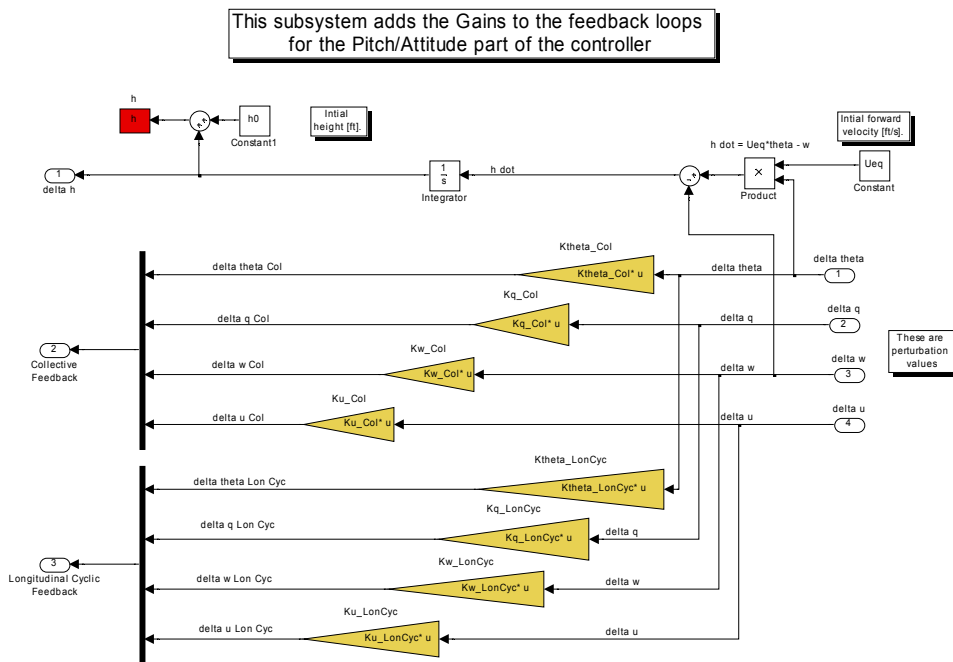 This subsystem adds the Gains to the feedback loops
for the Pitch/Attitude part of the controller
h
h
h0
Constant1
Intial
height [ft].
Intial forward
velocity [ft/s].
h dot = Ueq*theta - w
1
delta h
1
s
Integrator
h dot
×
Product
Ueq
Constant
Ktheta_Col
delta theta Col
Ktheta_Col* u
delta theta
delta theta
1
Kq_Col
delta q Col
Kq_Col* u
delta q
delta q
2
These are
perturbation
values
2
Collective
Feedback
Kw_Col
delta w Col
Kw_Col* u
delta w
delta w
3
Ku_Col
delta u Col
Ku_Col* u
delta u
4
Ktheta_LonCyc
delta theta Lon Cyc
Ktheta_LonCyc* u
Kq_LonCyc
delta q Lon Cyc
Kq_LonCyc* u
delta q
3
Longitudinal Cyclic
Feedback
Kw_LonCyc
delta w Lon Cyc
Kw_LonCyc* u
delta w
Ku_LonCyc
delta u Lon Cyc
Ku_LonCyc* u
delta u